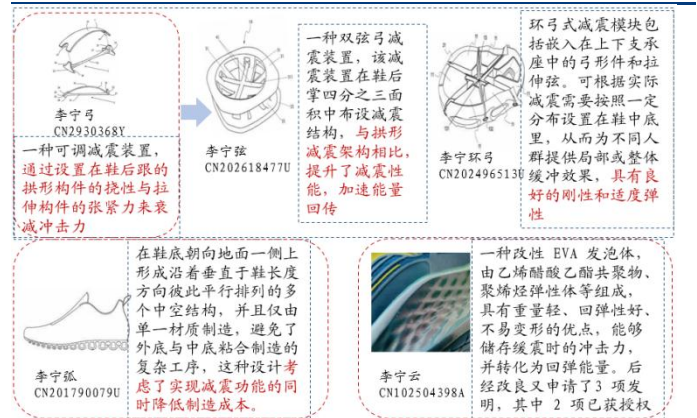 李宁弓
CN2930368Y
一种可调减震装置，
通过设置在鞋后跟的
拱形构件的挠性与拉
伸构件的张紧力来衰
减冲击力
李宁弦
CN202618477U
一种双弦弓减
震装置，该减
震装置在鞋后
掌四分之三面
积中布设减震
结构，与拱形
减震架构相比，
提升了减震性
能，加速能量
回传
李宁环弓
CN202496513U
环弓式减震模块包
括嵌入在上下支承
座中的弓形件和拉
伸弦。可根据实际
减震需要按照一定
分布设置在鞋中底
里，从而为不同人
群提供局部或整体
缓冲效果，具有良
好的刚性和适度弹
性
李宁弧
CN201790079U
在鞋底朝向地面一侧上
形成沿着垂直于鞋长度
方向彼此平行排列的多
个中空结构，并且仅由
单一材质制造，避免了
外底与中底粘合制造的
复杂工序，这种设计考
虑了实现减震功能的同
时降低制造成本。
李宁云
CN102504398A
一种改性 EVA 发泡体，
由乙烯醋酸乙酯共聚物、
聚烯烃弹性体等组成，
具有重量轻、回弹性好、
不易变形的优点，能够
储存缓震时的冲击力，
并转化为回弹能量。后
经改良又申请了3 项发
明，其中 2 项已获授权